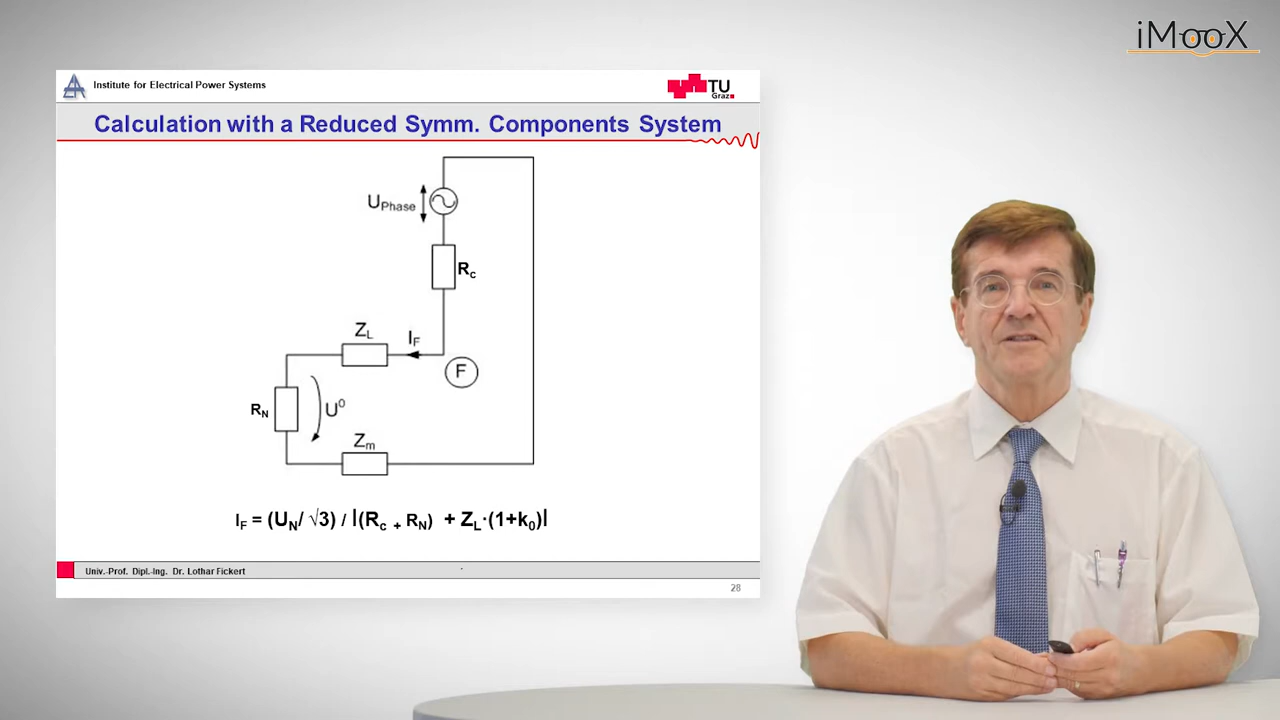 iMooX
Institute for Electrical Power Systems
TU
Graz
Calculation with a Reduced Symm. Components System
UPhase
Rc
ZL
IF
F
RN
U0
Zm
IF = (UN/ √3) / |(Rc + RN) + ZL·(1+k0)|
Univ.-Prof. Dipl.-Ing. Dr. Lothar Fickert
28